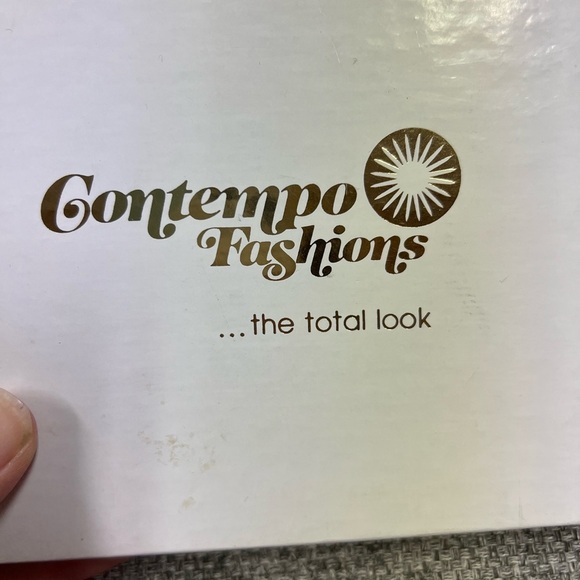 Contempo
Fashions
...the total look